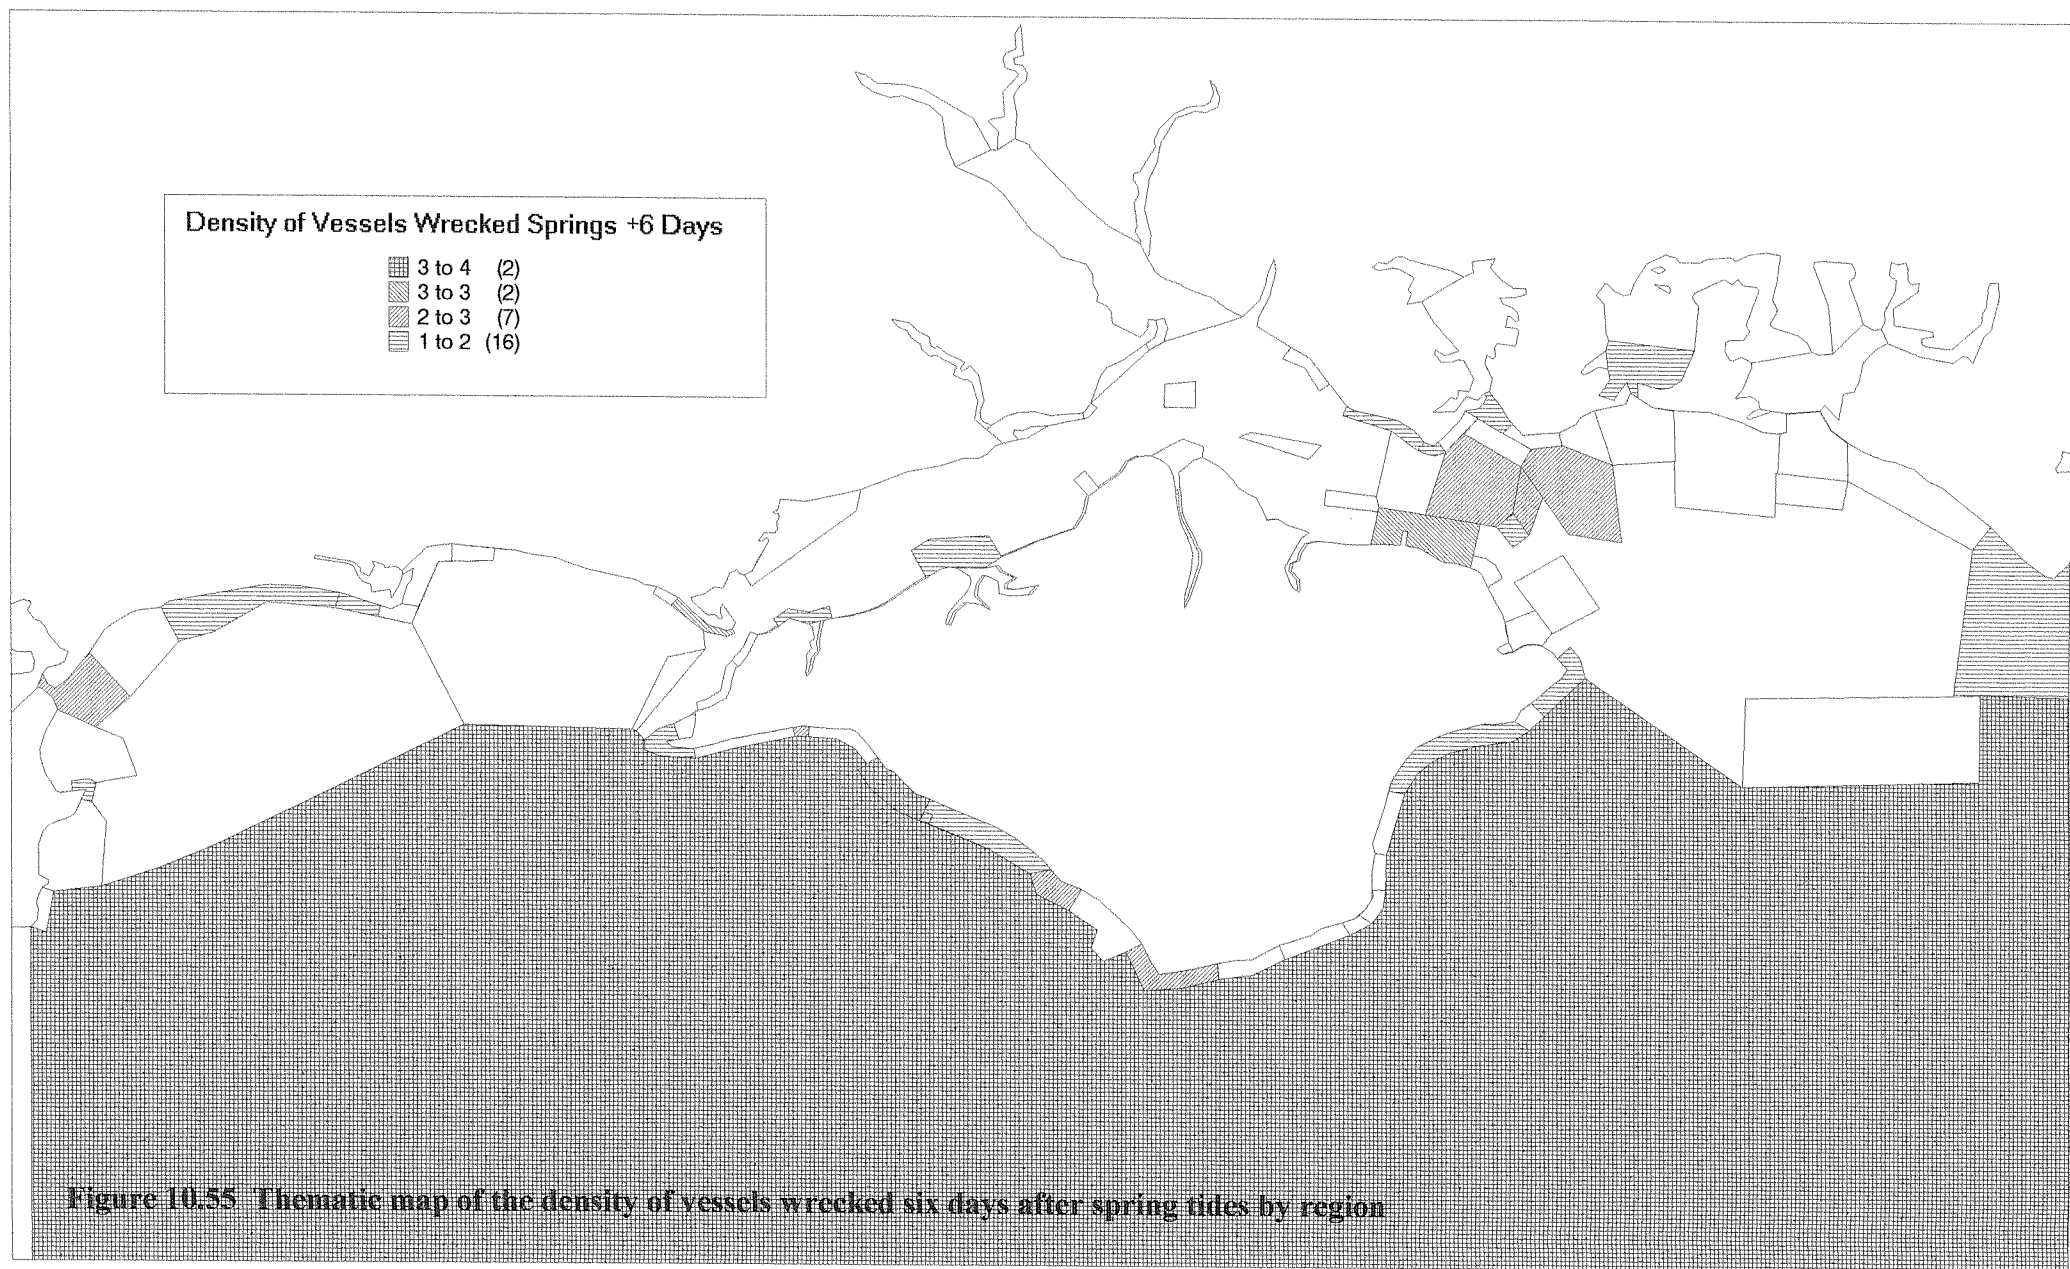 Density of Vessels Wrecked Springs +6 Days
3 to 4 (2)
3 to 3 (2)
2 to 3 (7)
1 to 2 (16)
Figure 10.55 Thematic map of the density of vessels wrecked six days after spring tides by region